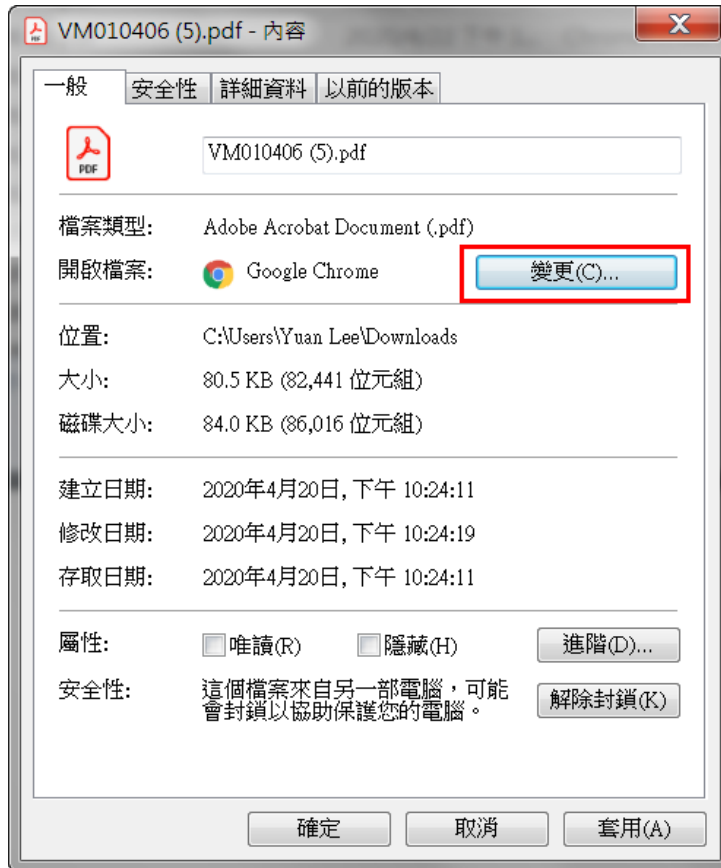 VM010406 (5).pdf - 內容
一般 安全性 詳細資料 以前的版本
PDF VM010406 (5).pdf
檔案類型: Adobe Acrobat Document (.pdf)
開啟檔案: Google Chrome 變更(C)...
位置: C:\Users\Yuan Lee\Downloads
大小: 80.5 KB (82,441 位元組)
磁碟大小: 84.0 KB (86,016 位元組)
建立日期: 2020年4月20日, 下午 10:24:11
修改日期: 2020年4月20日, 下午 10:24:19
存取日期: 2020年4月20日, 下午 10:24:11
屬性: 唯讀(R) 隱藏(H) 進階(D)...
安全性: 這個檔案來自另一部電腦，可能
會封鎖以協助保護您的電腦。 解除封鎖(K)
確定 取消 套用(A)